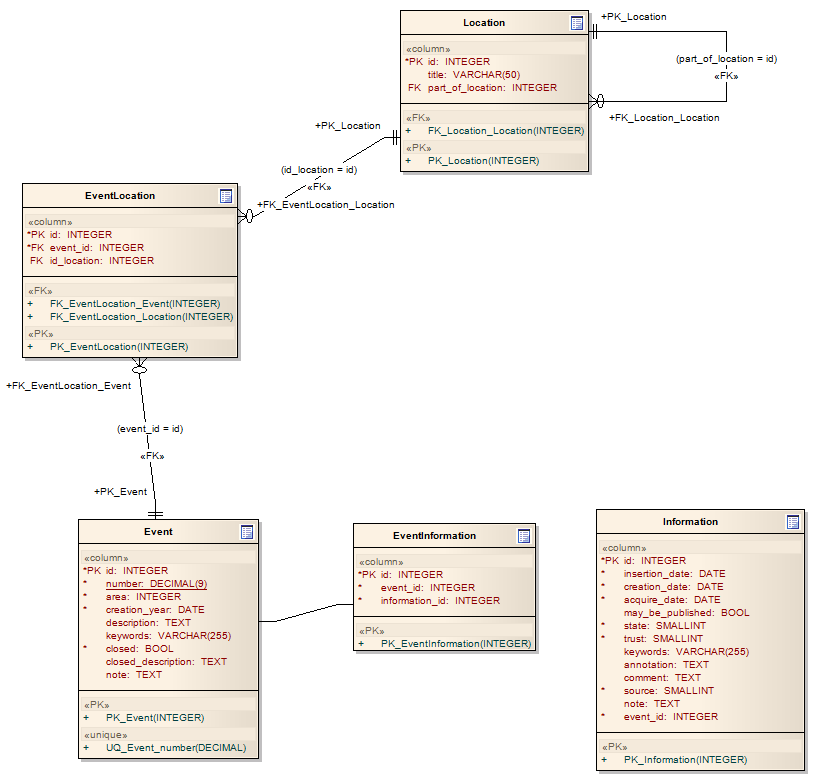 Location
«column»
*PK id: INTEGER
title: VARCHAR(50)
FK part_of_location: INTEGER
«FK»
+ FK_Location_Location(INTEGER)
«PK»
+ PK_Location(INTEGER)
+PK_Location
(part_of_location = id)
«FK»
+FK_Location_Location
+PK_Location
(id_location = id)
«FK»
+FK_EventLocation_Location
EventLocation
«column»
*PK id: INTEGER
*FK event_id: INTEGER
FK id_location: INTEGER
«FK»
+ FK_EventLocation_Event(INTEGER)
+ FK_EventLocation_Location(INTEGER)
«PK»
+ PK_EventLocation(INTEGER)
+FK_EventLocation_Event
(event_id = id)
«FK»
+PK_Event
Event
«column»
*PK id: INTEGER
* number: DECIMAL(9)
* area: INTEGER
* creation_year: DATE
description: TEXT
keywords: VARCHAR(255)
* closed: BOOL
closed_description: TEXT
note: TEXT
«PK»
+ PK_Event(INTEGER)
«unique»
+ UQ_Event_number(DECIMAL)
EventInformation
«column»
*PK id: INTEGER
* event_id: INTEGER
* information_id: INTEGER
«PK»
+ PK_EventInformation(INTEGER)
Information
«column»
*PK id: INTEGER
* insertion_date: DATE
* creation_date: DATE
* acquire_date: DATE
may_be_published: BOOL
* state: SMALLINT
* trust: SMALLINT
keywords: VARCHAR(255)
annotation: TEXT
comment: TEXT
* source: SMALLINT
note: TEXT
* event_id: INTEGER
«PK»
+ PK_Information(INTEGER)